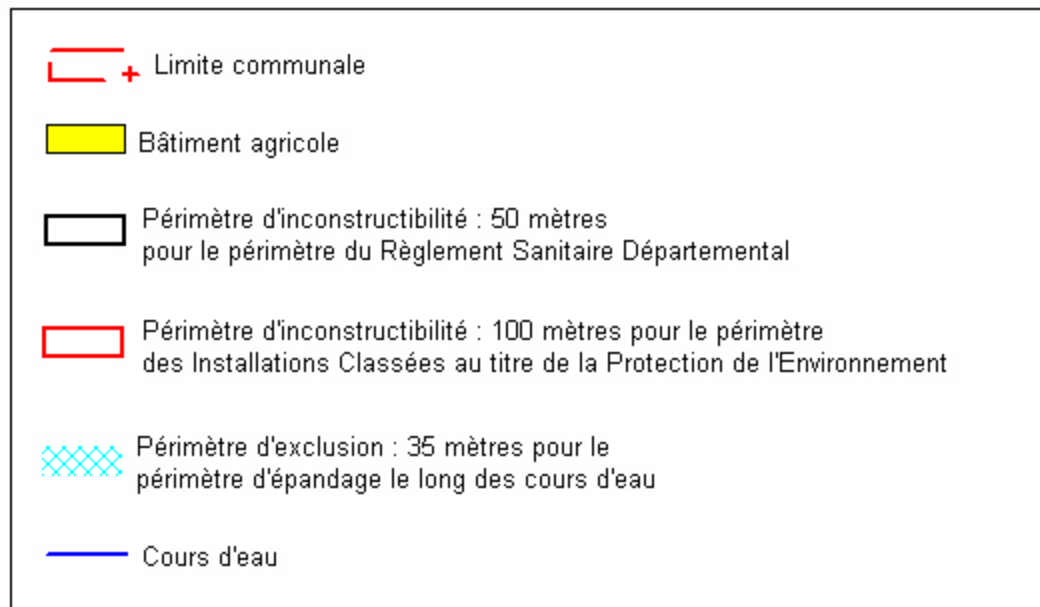 Limite communale
Bâtiment agricole
Périmètre d'inconstructibilité : 50 mètres
pour le périmètre du Règlement Sanitaire Départemental
Périmètre d'inconstructibilité : 100 mètres pour le périmètre
des Installations Classées au titre de la Protection de l'Environnement
Périmètre d'exclusion : 35 mètres pour le
périmètre d'épandage le long des cours d'eau
Cours d'eau